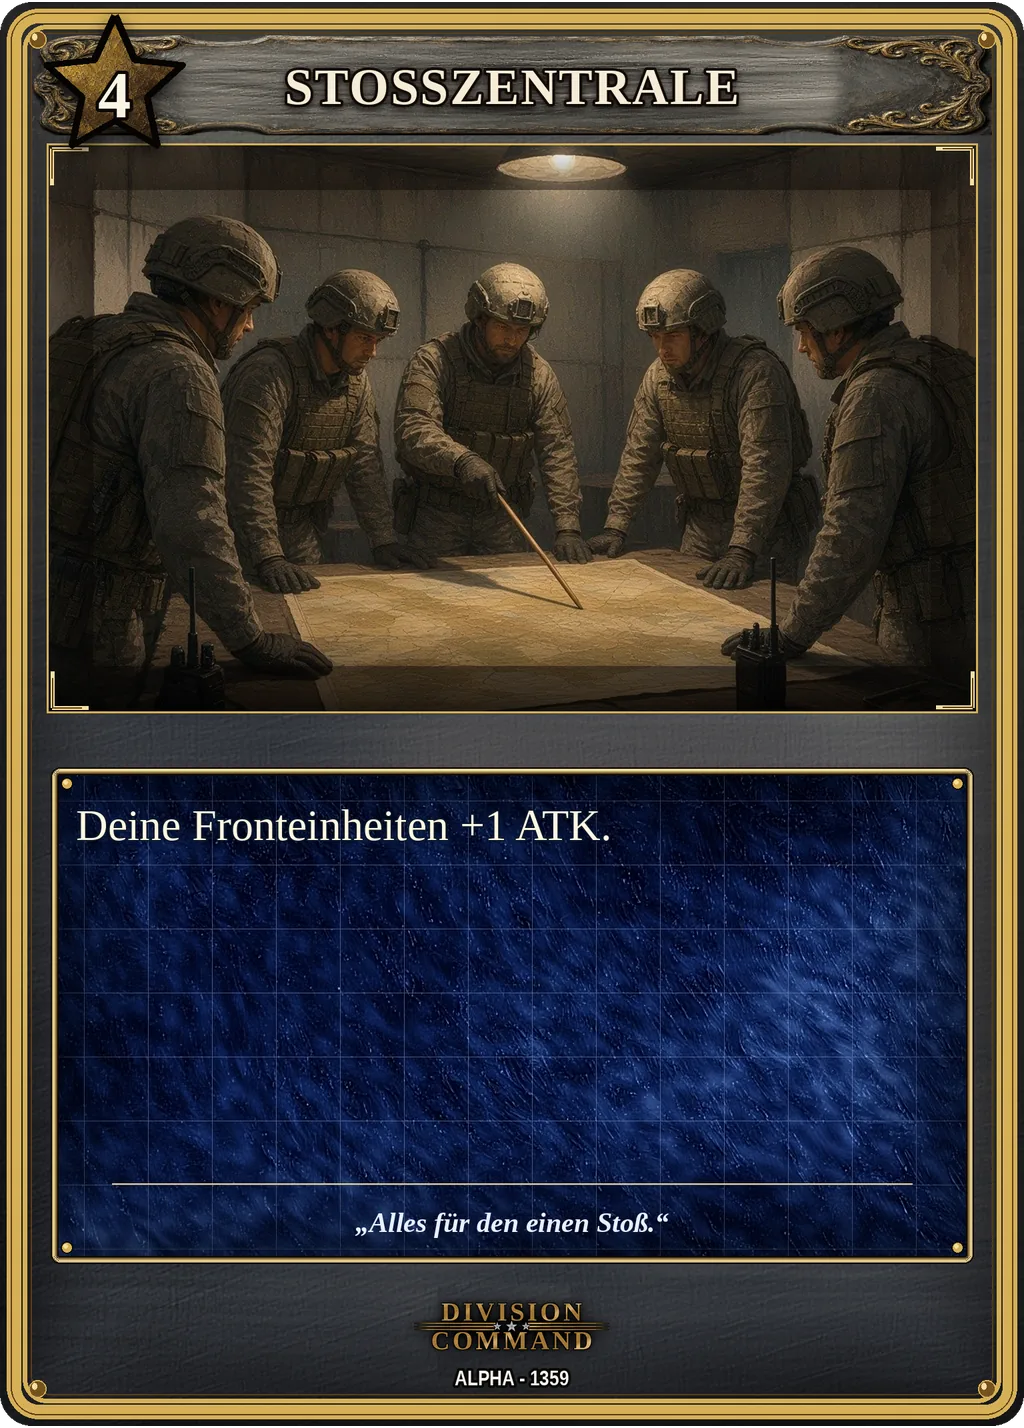 4
STOSSZENTRALE
Deine Fronteinheiten +1 ATK.
„Alles für den einen Stoß.“
DIVISION
COMMAND
ALPHA - 1359